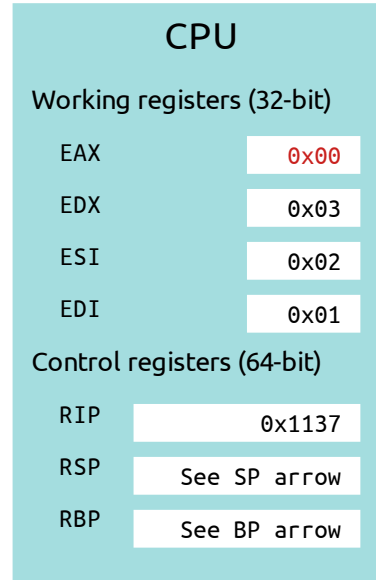 CPU
Working registers (32-bit)
EAX 0x00
EDX 0x03
ESI 0x02
EDI 0x01
Control registers (64-bit)
RIP 0x1137
RSP See SP arrow
RBP See BP arrow